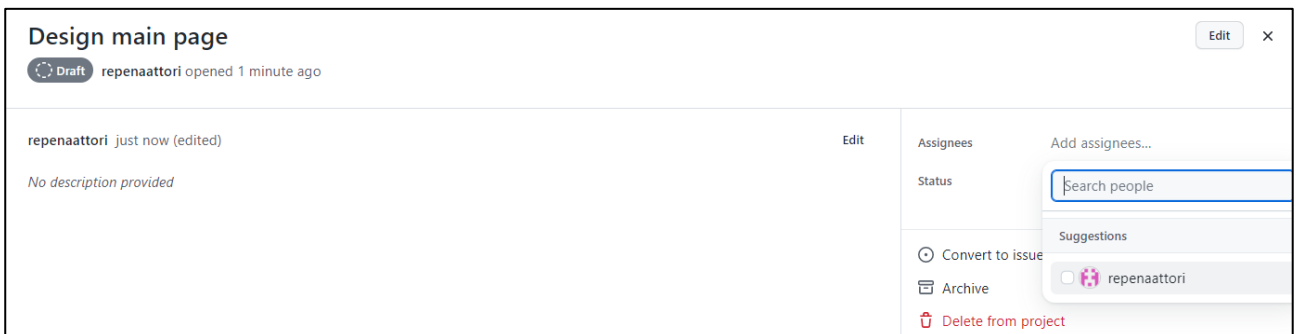 Design main page
Edit
Draft repenaattori opened 1 minute ago
repenaattori just now (edited)
Edit
No description provided
Assignees Add assignees...
Status
Search people
Suggestions
repenaattori
Convert to issue
Archive
Delete from project